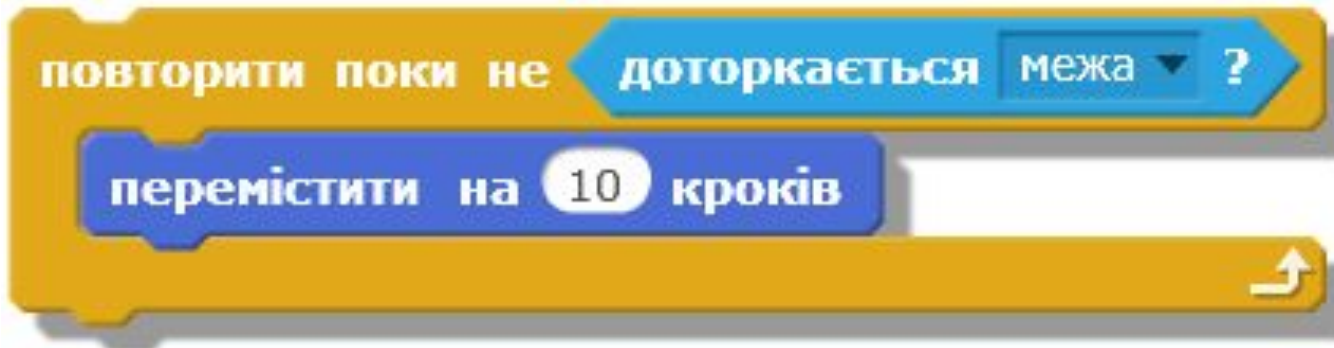 повторити поки не доторкається межа ?
перемістити на 10 кроків